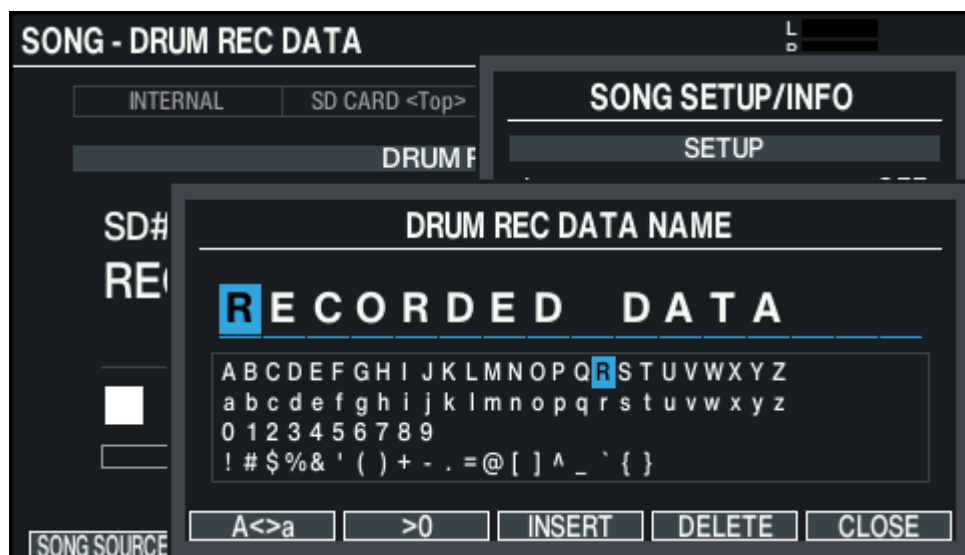 SONG - DRUM REC DATA
L
R
INTERNAL SD CARD <Top>
SONG SETUP/INFO
SETUP
DRUM
SD#
DRUM REC DATA NAME
RECORDED DATA
A B C D E F G H I J K L M N O P Q R S T U V W X Y Z
a b c d e f g h i j k l m n o p q r s t u v w x y z
0 1 2 3 4 5 6 7 8 9
! # $ % & ' ( ) + - . = @ [ ] ^ _ ` { }
A<>a >0 INSERT DELETE CLOSE
SONG SOURCE